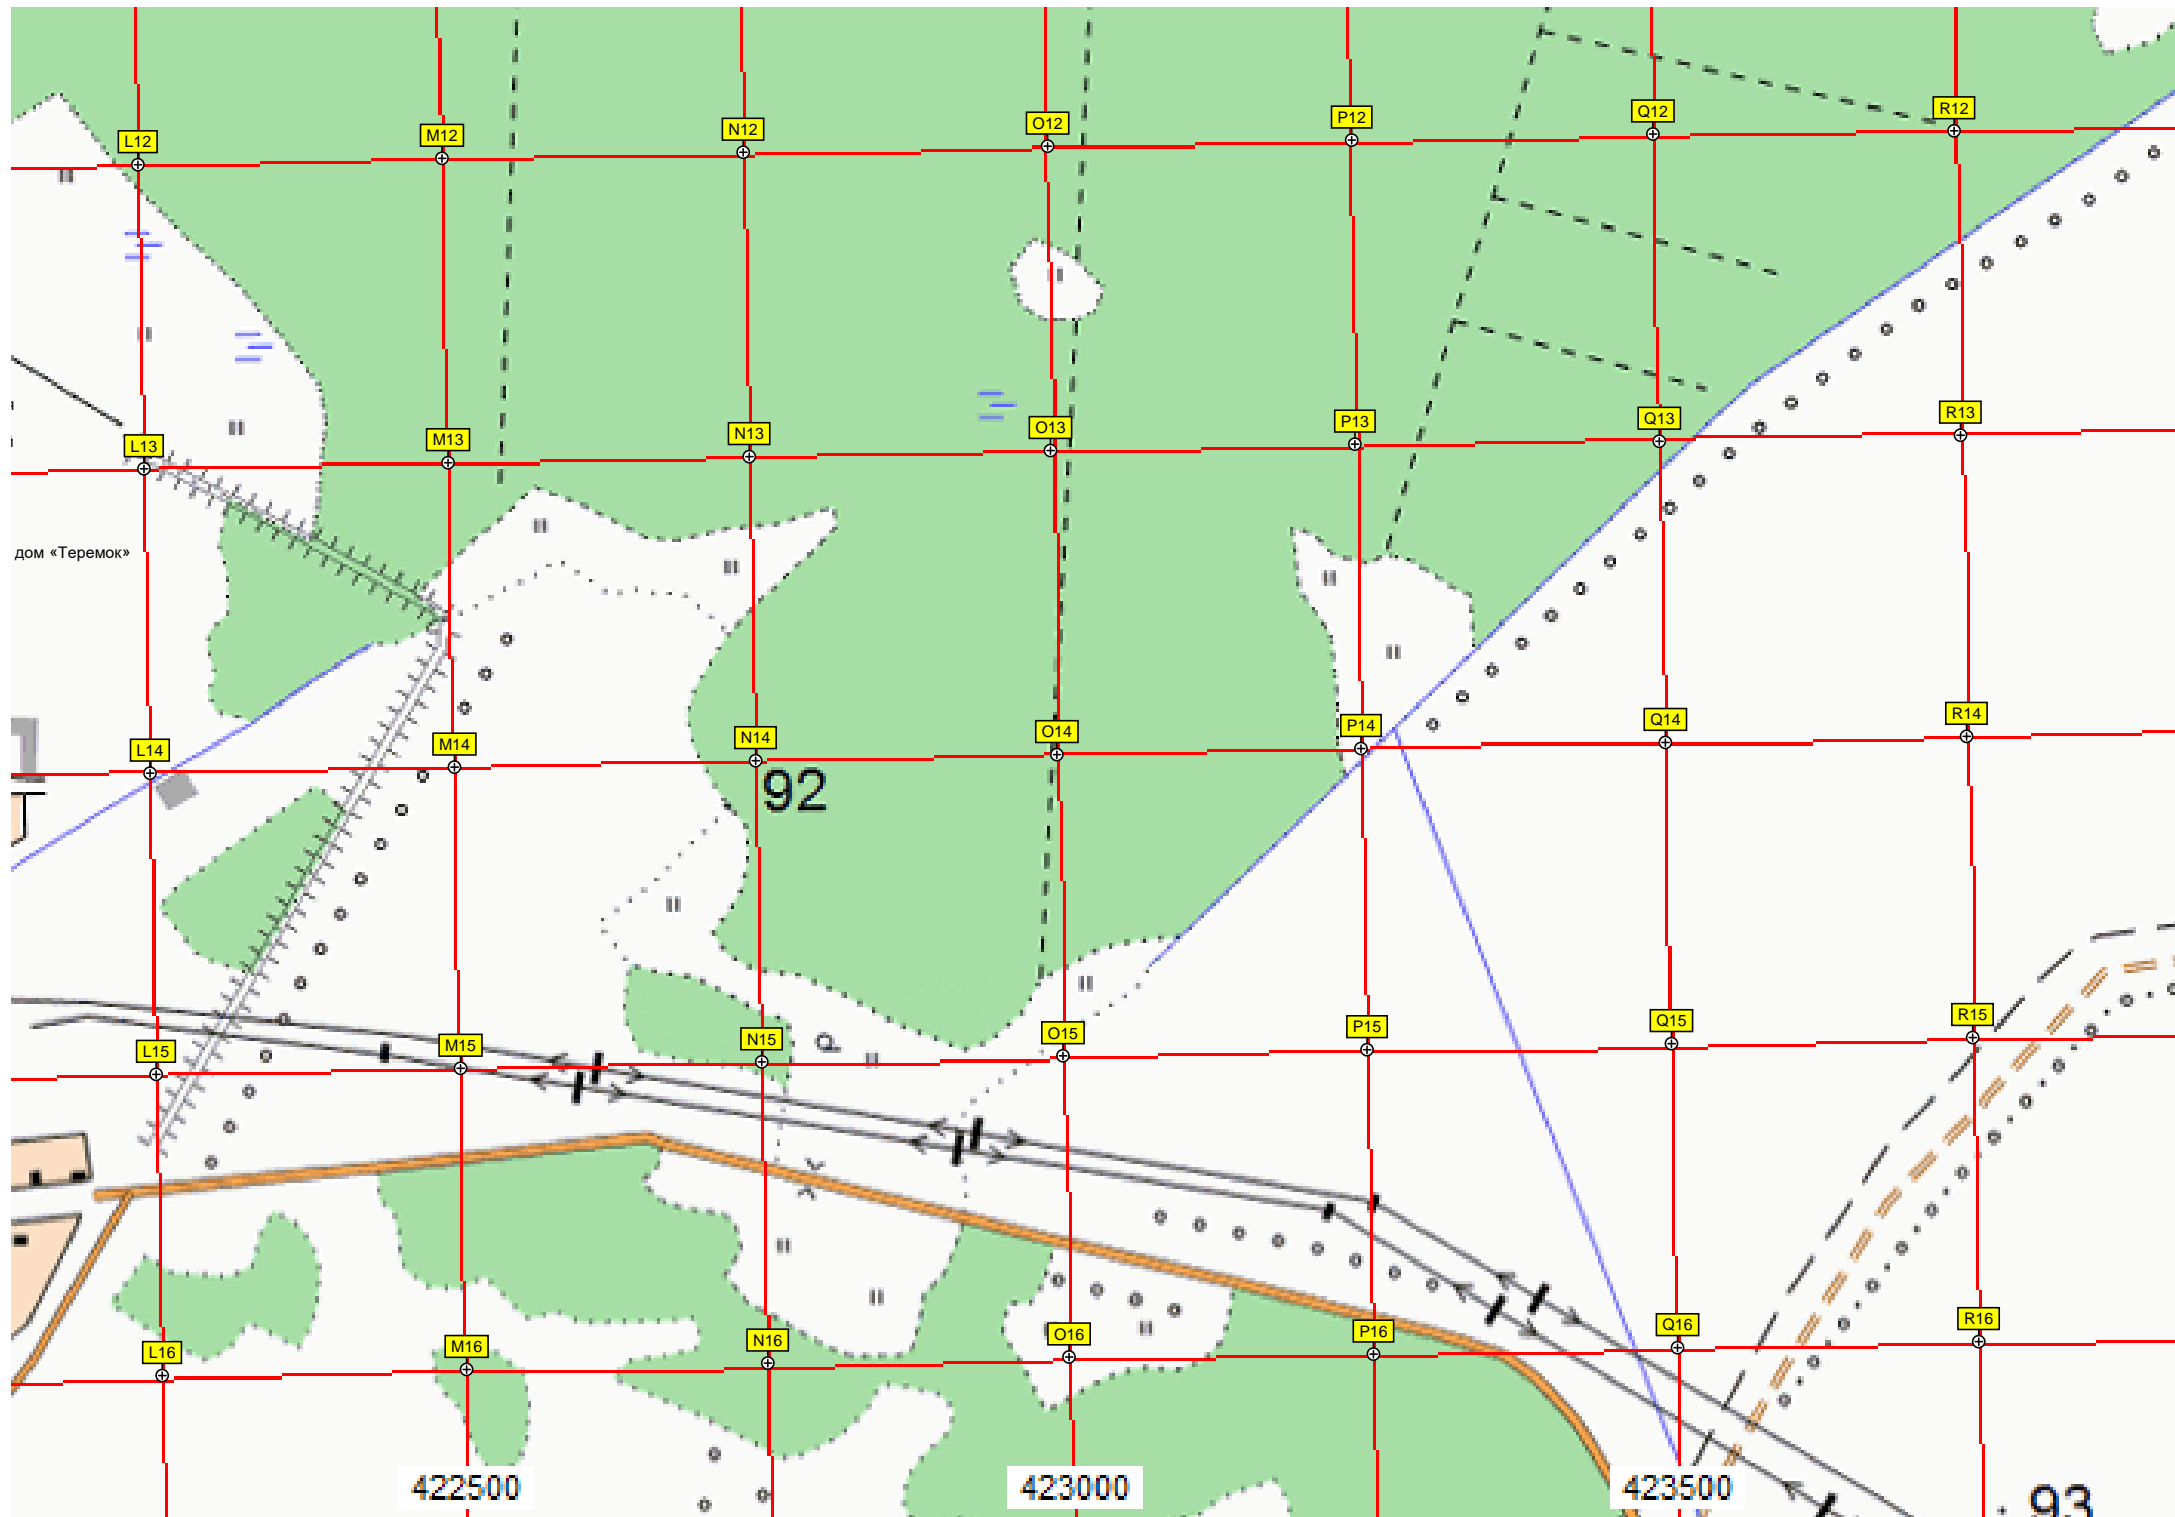 L12 M12 N12 O12 P12 Q12 R12
L13 M13 N13 O13 P13 Q13 R13
дом «Теремок»
L14 M14 N14 O14 P14 Q14 R14
92
L15 M15 N15 O15 P15 Q15 R15
L16 M16 N16 O16 P16 Q16 R16
422500 423000 423500
93